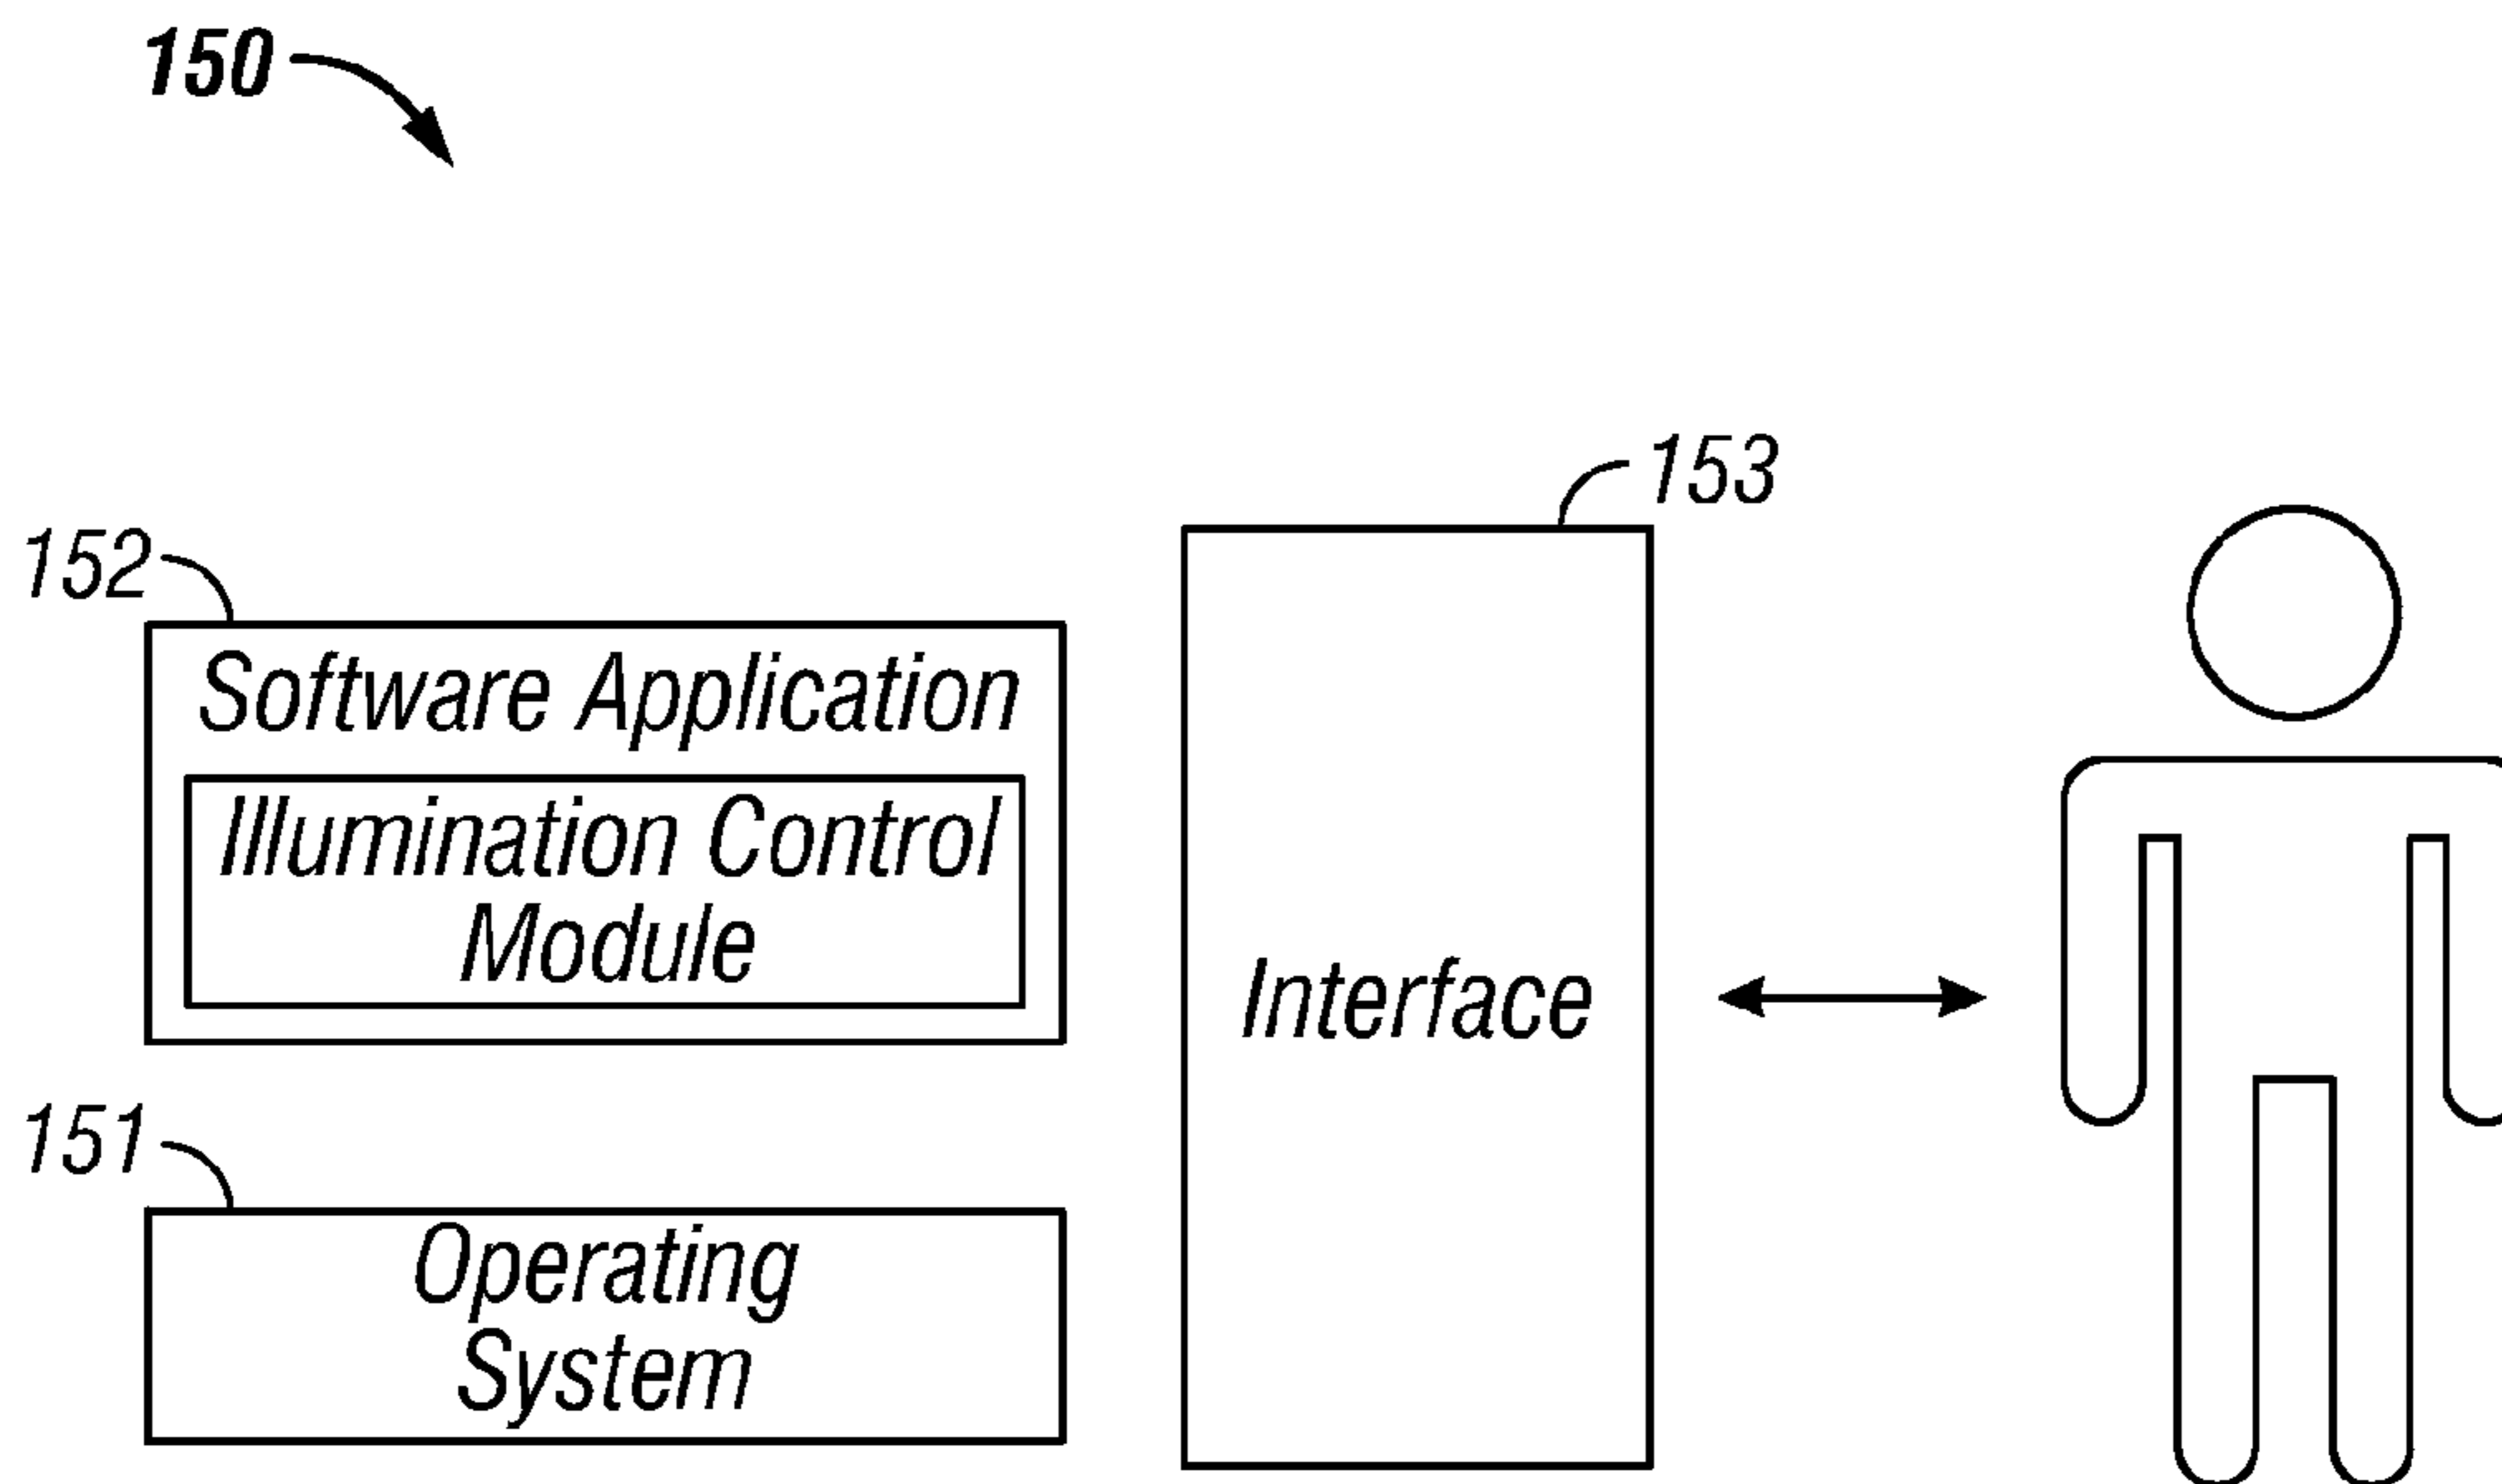 150
153
152
Software Application
Illumination Control
Module
Interface
151
Operating
System